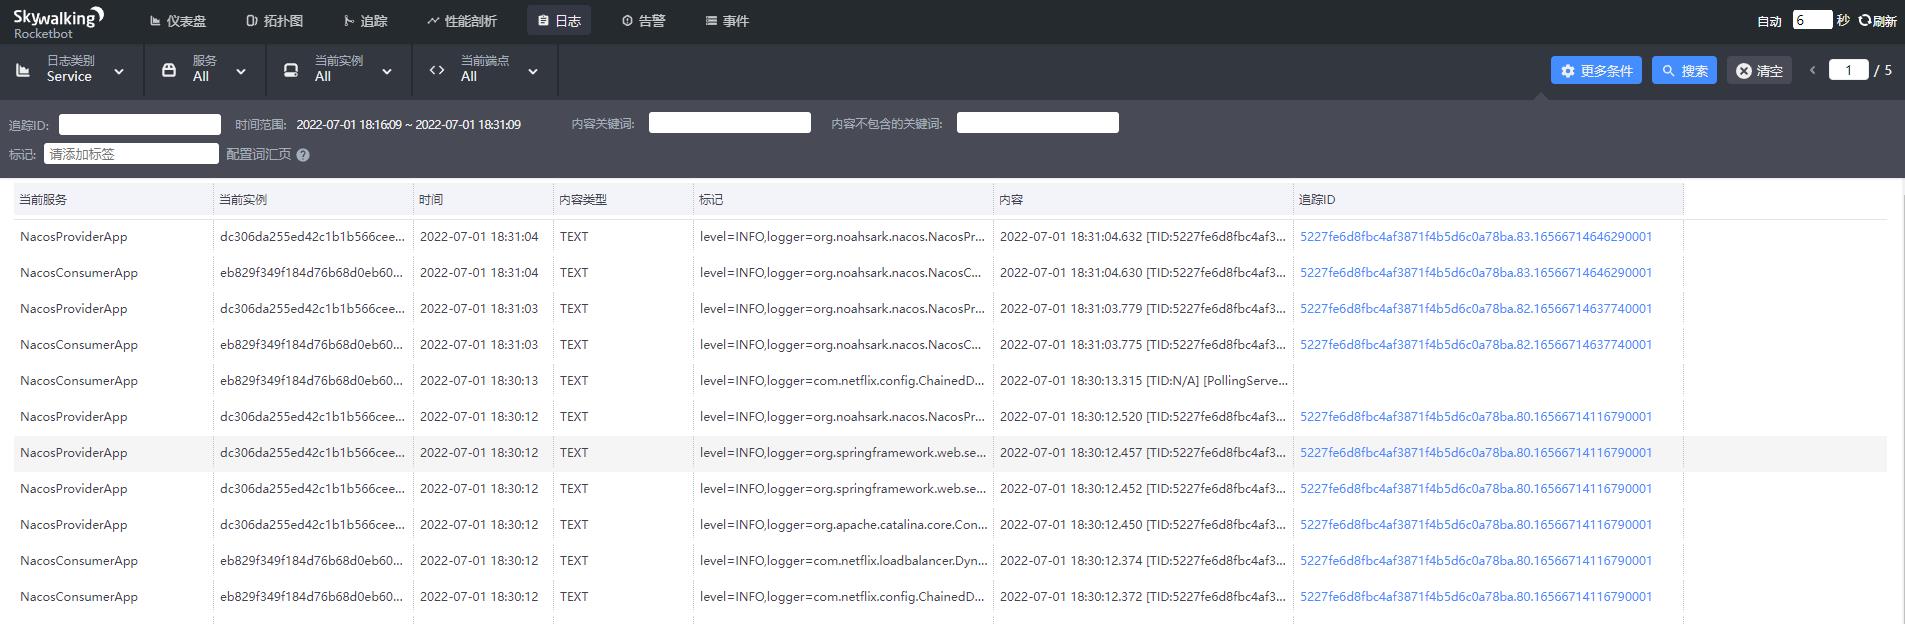 Skywalking
Rocketbot
仪表盘 拓扑图 追踪 性能剖析 日志 告警 事件 自动 6 秒 刷新
日志类别 服务 当前实例 当前端点
Service All All All 更多条件 搜索 清空 1 / 5
追踪ID: 时间范围: 2022-07-01 18:16:09 ~ 2022-07-01 18:31:09 内容关键词: 内容不包含的关键词:
标记: 请添加标签 配置词汇页 ?
当前服务 当前实例 时间 内容类型 标记 内容 追踪ID
NacosProviderApp dc306da255ed42c1b1b566cee... 2022-07-01 18:31:04 TEXT level=INFO,logger=org.noahsark.nacos.NacosPr... 2022-07-01 18:31:04.632 [TID:5227fe6d8fbc4af3... 5227fe6d8fbc4af3871f4b5d6c0a78ba.83.16566714646290001
NacosConsumerApp eb829f349f184d76b68d0eb60... 2022-07-01 18:31:04 TEXT level=INFO,logger=org.noahsark.nacos.NacosC... 2022-07-01 18:31:04.630 [TID:5227fe6d8fbc4af3... 5227fe6d8fbc4af3871f4b5d6c0a78ba.83.16566714646290001
NacosProviderApp dc306da255ed42c1b1b566cee... 2022-07-01 18:31:03 TEXT level=INFO,logger=org.noahsark.nacos.NacosPr... 2022-07-01 18:31:03.779 [TID:5227fe6d8fbc4af3... 5227fe6d8fbc4af3871f4b5d6c0a78ba.82.16566714637740001
NacosConsumerApp eb829f349f184d76b68d0eb60... 2022-07-01 18:31:03 TEXT level=INFO,logger=org.noahsark.nacos.NacosC... 2022-07-01 18:31:03.775 [TID:5227fe6d8fbc4af3... 5227fe6d8fbc4af3871f4b5d6c0a78ba.82.16566714637740001
NacosConsumerApp eb829f349f184d76b68d0eb60... 2022-07-01 18:30:13 TEXT level=INFO,logger=com.netflix.config.ChainedD... 2022-07-01 18:30:13.315 [TID:N/A] [PollingServe...
NacosProviderApp dc306da255ed42c1b1b566cee... 2022-07-01 18:30:12 TEXT level=INFO,logger=org.noahsark.nacos.NacosPr... 2022-07-01 18:30:12.520 [TID:5227fe6d8fbc4af3... 5227fe6d8fbc4af3871f4b5d6c0a78ba.80.16566714116790001
NacosProviderApp dc306da255ed42c1b1b566cee... 2022-07-01 18:30:12 TEXT level=INFO,logger=org.springframework.web.se... 2022-07-01 18:30:12.457 [TID:5227fe6d8fbc4af3... 5227fe6d8fbc4af3871f4b5d6c0a78ba.80.16566714116790001
NacosProviderApp dc306da255ed42c1b1b566cee... 2022-07-01 18:30:12 TEXT level=INFO,logger=org.springframework.web.se... 2022-07-01 18:30:12.452 [TID:5227fe6d8fbc4af3... 5227fe6d8fbc4af3871f4b5d6c0a78ba.80.16566714116790001
NacosProviderApp dc306da255ed42c1b1b566cee... 2022-07-01 18:30:12 TEXT level=INFO,logger=org.apache.catalina.core.Con... 2022-07-01 18:30:12.450 [TID:5227fe6d8fbc4af3... 5227fe6d8fbc4af3871f4b5d6c0a78ba.80.16566714116790001
NacosConsumerApp eb829f349f184d76b68d0eb60... 2022-07-01 18:30:12 TEXT level=INFO,logger=com.netflix.loadbalancer.Dyn... 2022-07-01 18:30:12.374 [TID:5227fe6d8fbc4af3... 5227fe6d8fbc4af3871f4b5d6c0a78ba.80.16566714116790001
NacosConsumerApp eb829f349f184d76b68d0eb60... 2022-07-01 18:30:12 TEXT level=INFO,logger=com.netflix.config.ChainedD... 2022-07-01 18:30:12.372 [TID:5227fe6d8fbc4af3... 5227fe6d8fbc4af3871f4b5d6c0a78ba.80.16566714116790001